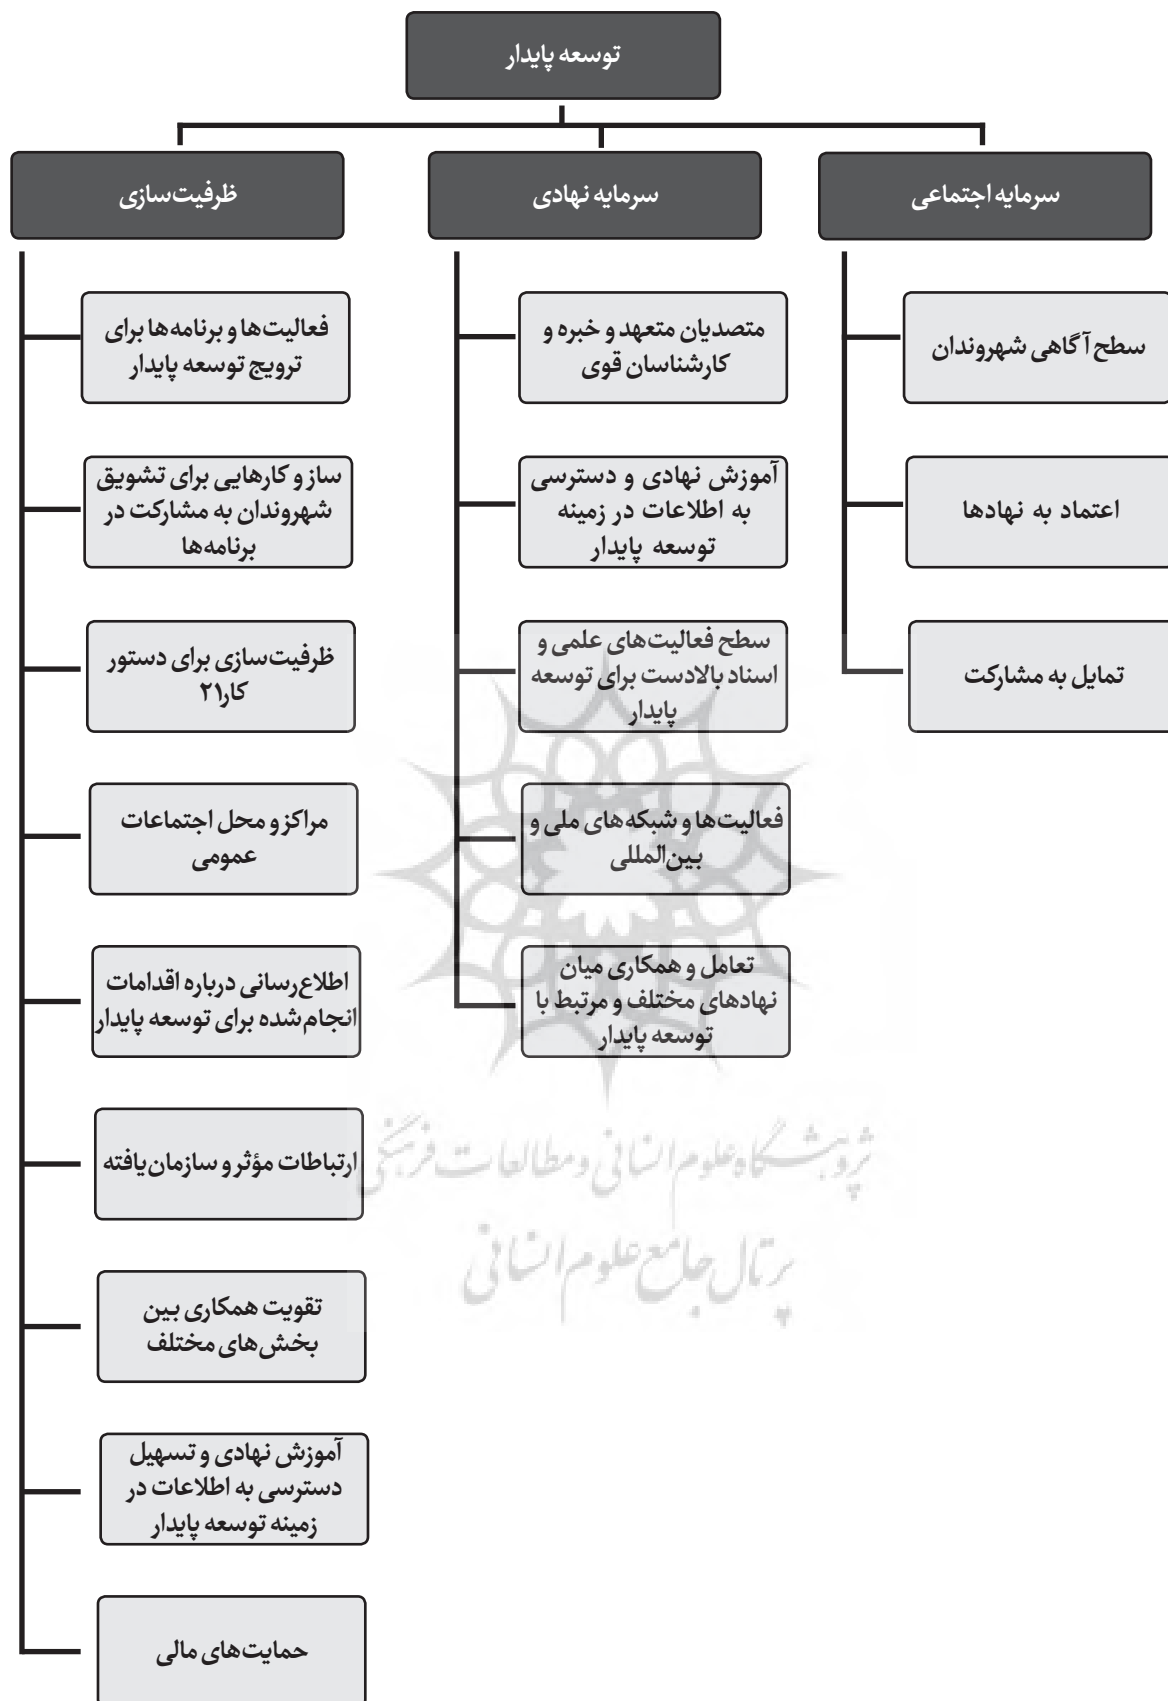 توسعه پایدار
سرمایه اجتماعی
سطح آگاهی شهروندان
اعتماد به نهادها
تمایل به مشارکت
سرمایه نهادی
متصدیان متعهد و خبره و
کارشناسان قوی
آموزش نهادی و دسترسی
به اطلاعات در زمینه
توسعه پایدار
سطح فعالیت‌های علمی و
اسناد بالادست برای توسعه
پایدار
فعالیت‌ها و شبکه‌های ملی و
بین‌المللی
تعامل و همکاری میان
نهادهای مختلف و مرتبط با
توسعه پایدار
ظرفیت‌سازی
فعالیت‌ها و برنامه‌ها برای
ترویج توسعه پایدار
ساز و کارهایی برای تشویق
شهروندان به مشارکت در
برنامه‌ها
ظرفیت‌سازی برای دستور
کار۲۱
مراکز و محل اجتماعات
عمومی
اطلاع‌رسانی درباره اقدامات
انجام‌شده برای توسعه پایدار
ارتباطات مؤثر و سازمان‌یافته
تقویت همکاری بین
بخش‌های مختلف
آموزش نهادی و تسهیل
دسترسی به اطلاعات در
زمینه توسعه پایدار
حمایت‌های مالی
پژوهشگاه علوم انسانی و مطالعات فرهنگی
پرتال جامع علوم انسانی